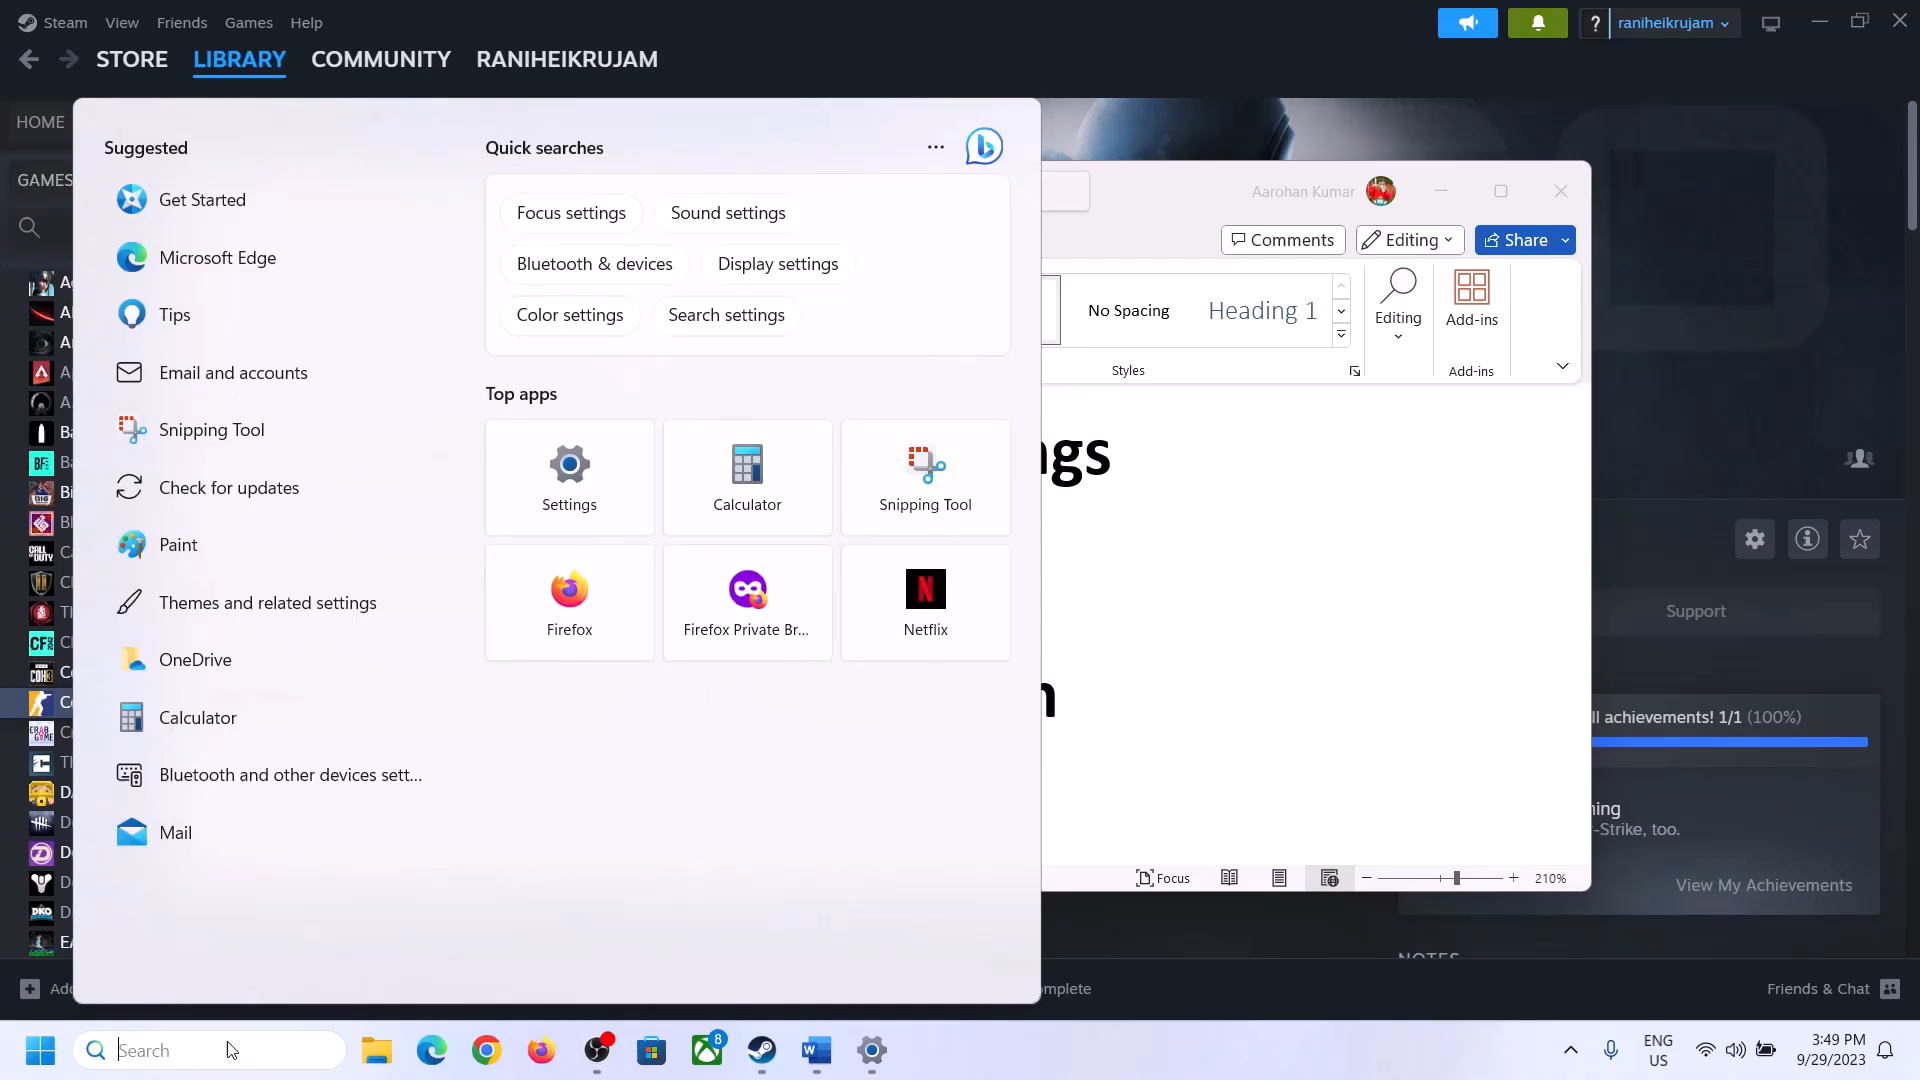 Steam View Friends Games Help
? raniheikrujam
STORE LIBRARY COMMUNITY RANIHEIKRUJAM
HOME
GAMES
Suggested
Get Started
Microsoft Edge
Tips
Email and accounts
Snipping Tool
Check for updates
Paint
Themes and related settings
OneDrive
Calculator
Bluetooth and other devices sett...
Mail
Quick searches
Focus settings Sound settings
Bluetooth & devices Display settings
Color settings Search settings
Top apps
Settings Calculator Snipping Tool
Firefox Firefox Private Br... Netflix
Aarohan Kumar
Comments Editing Share
No Spacing Heading 1
Editing
Add-ins
Styles
Add-ins
Focus
210%
Support
ll achievements! 1/1 (100%)
-Strike, too.
View My Achievements
Friends & Chat
Search
8
ENG
US
3:49 PM
9/29/2023